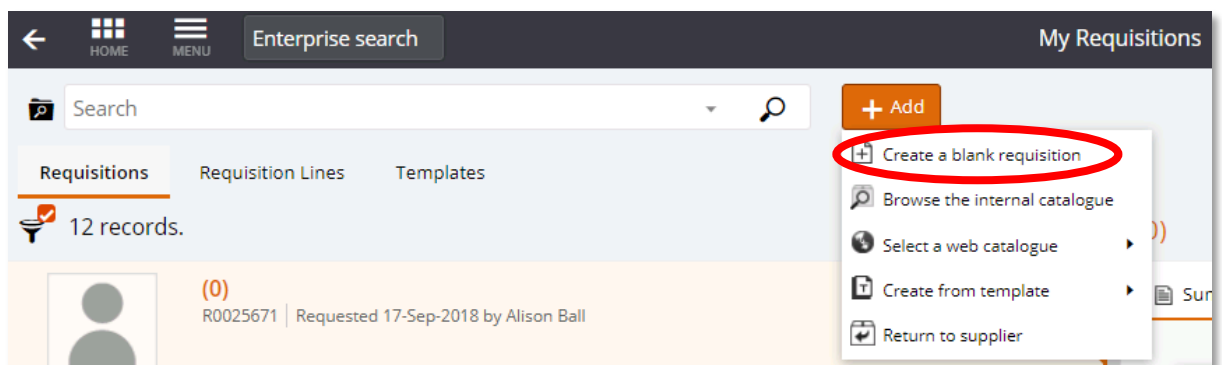 HOME
MENU
Enterprise search
My Requisitions
Search
+ Add
Create a blank requisition
Browse the internal catalogue
Select a web catalogue
Create from template
Return to supplier
Requisitions
Requisition Lines
Templates
12 records.
(0)
R0025671 | Requested 17-Sep-2018 by Alison Ball